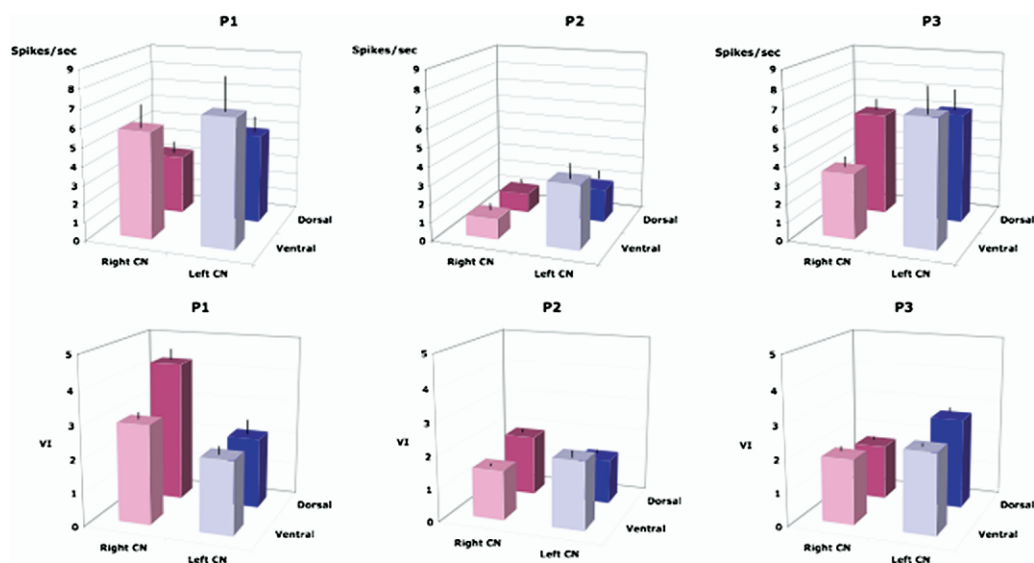 P1
P2
P3
Spikes/sec
Spikes/sec
Spikes/sec
9
8
7
6
5
4
3
2
1
0
Right CN
Left CN
Ventral
Dorsal
9
8
7
6
5
4
3
2
1
0
Right CN
Left CN
Ventral
Dorsal
9
8
7
6
5
4
3
2
1
0
Right CN
Left CN
Ventral
Dorsal
P1
P2
P3
5
4
3
2
1
0
VI
Right CN
Left CN
Ventral
Dorsal
5
4
3
2
1
0
VI
Right CN
Left CN
Ventral
Dorsal
5
4
3
2
1
0
VI
Right CN
Left CN
Ventral
Dorsal